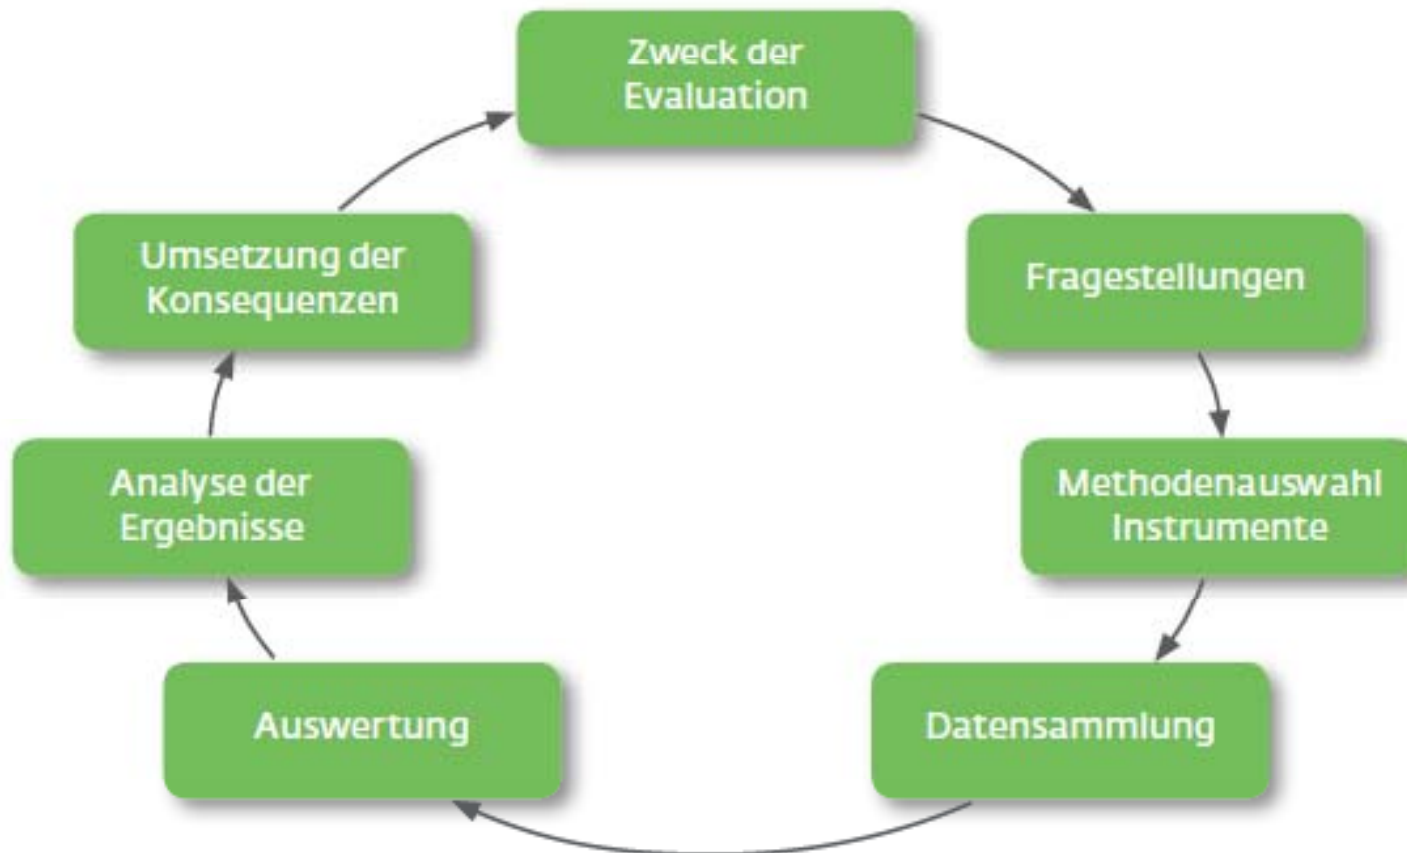 Zweck der
Evaluation
Fragestellungen
Methodenauswahl
Instrumente
Datensammlung
Auswertung
Analyse der
Ergebnisse
Umsetzung der
Konsequenzen